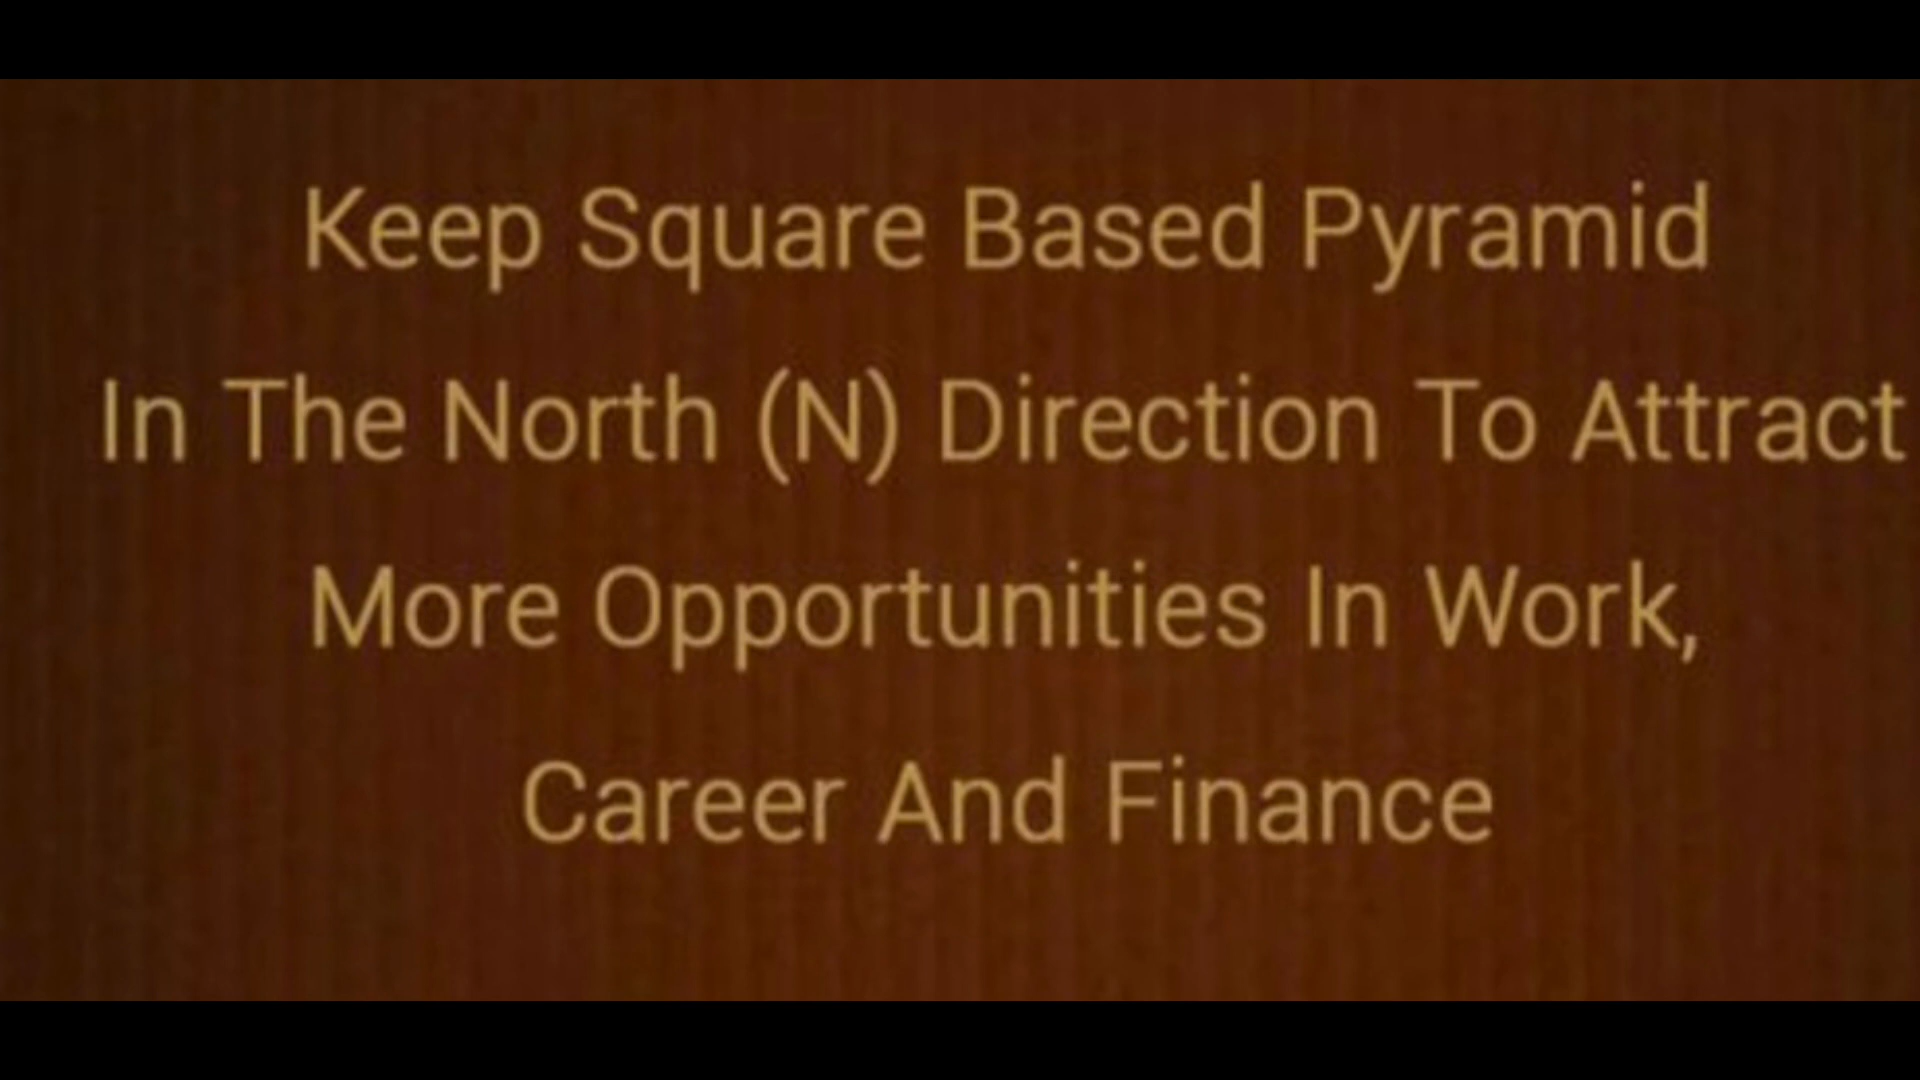 Keep Square Based Pyramid
In The North (N) Direction To Attract
More Opportunities In Work,
Career And Finance